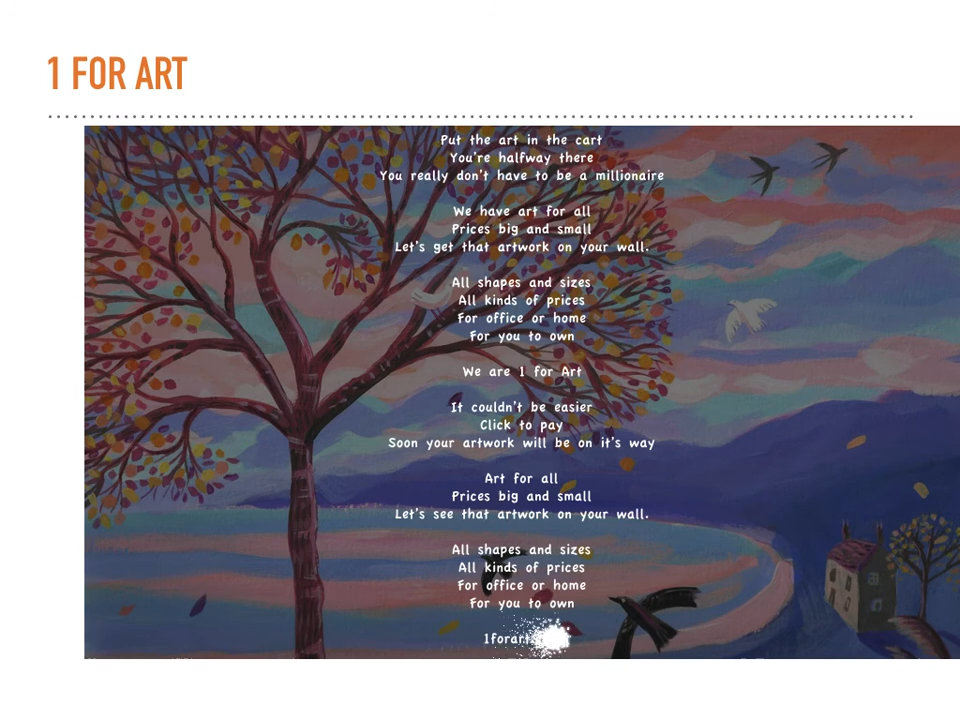 1 FOR ART
Put the art in the cart
You're halfway there
You really don't have to be a millionaire
We have art for all
Prices big and small
Let's get that artwork on your wall.
All shapes and sizes
All kinds of prices
For office or home
For you to own
We are 1 for Art
It couldn't be easier
Click to pay
Soon your artwork will be on it's way
Art for all
Prices big and small
Let's see that artwork on your wall.
All shapes and sizes
All kinds of prices
For office or home
For you to own
1forart